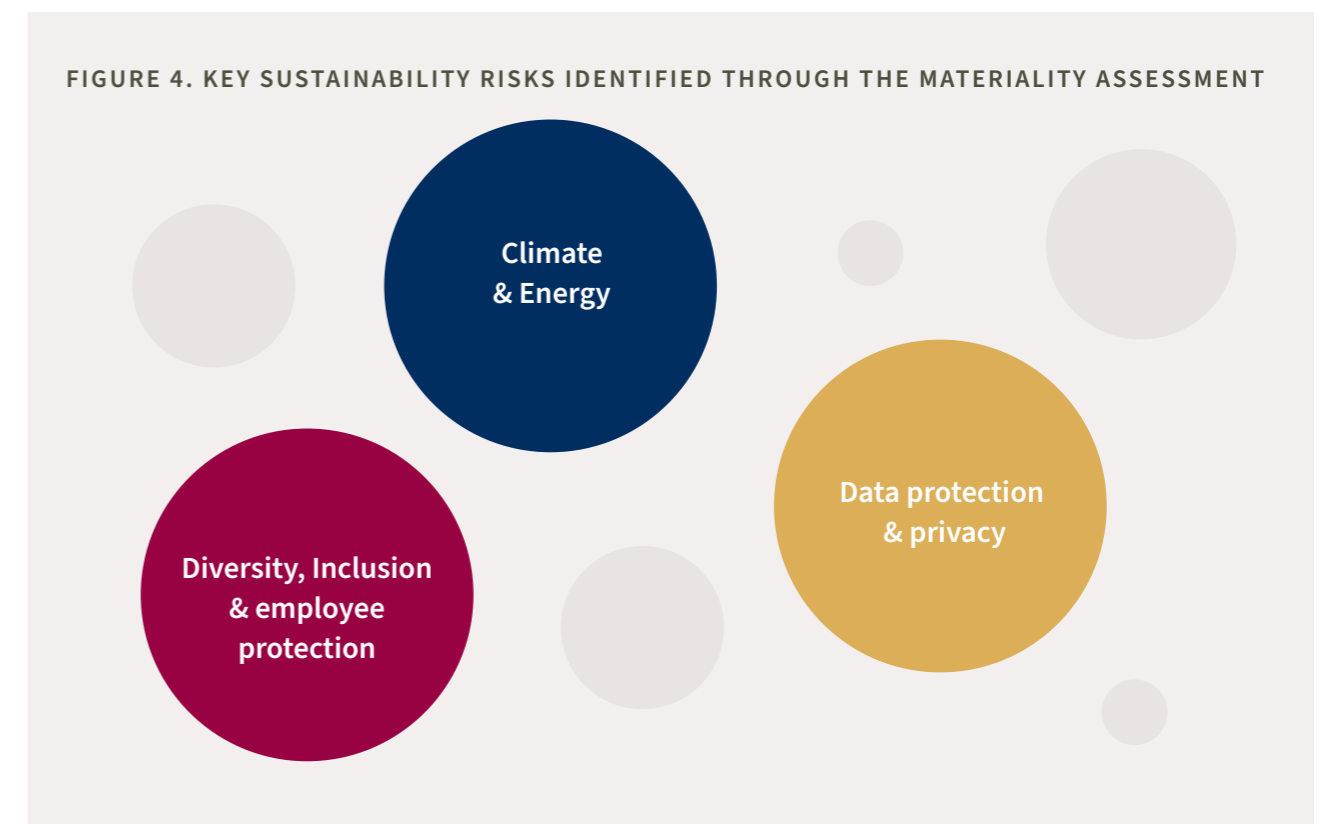 FIGURE 4. KEY SUSTAINABILITY RISKS IDENTIFIED THROUGH THE MATERIALITY ASSESSMENT
Climate
& Energy
Data protection
& privacy
Diversity, Inclusion
& employee
protection